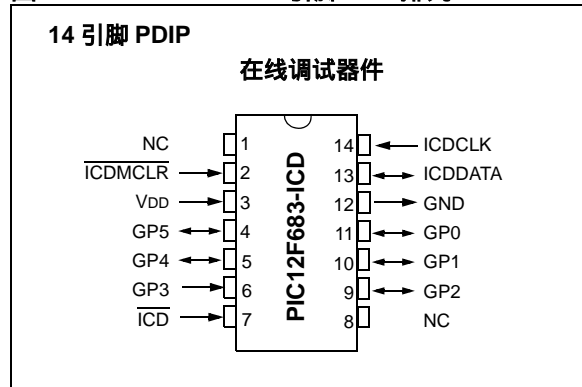 14 引脚 PDIP
在线调试器件
NC 1 14 ICDCLK
ICDMCLR 2 13 ICDDATA
VDD 3 12 GND
GP5 4 11 GP0
GP4 5 10 GP1
GP3 6 9 GP2
ICD 7 8 NC
PIC12F683-ICD